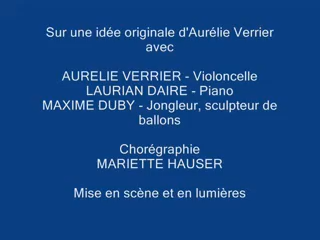 Sur une idée originale d'Aurélie Verrier
avec
AURELIE VERRIER - Violoncelle
LAURIAN DAIRE - Piano
MAXIME DUBY - Jongleur, sculpteur de
ballons
Chorégraphie
MARIETTE HAUSER
Mise en scène et en lumières